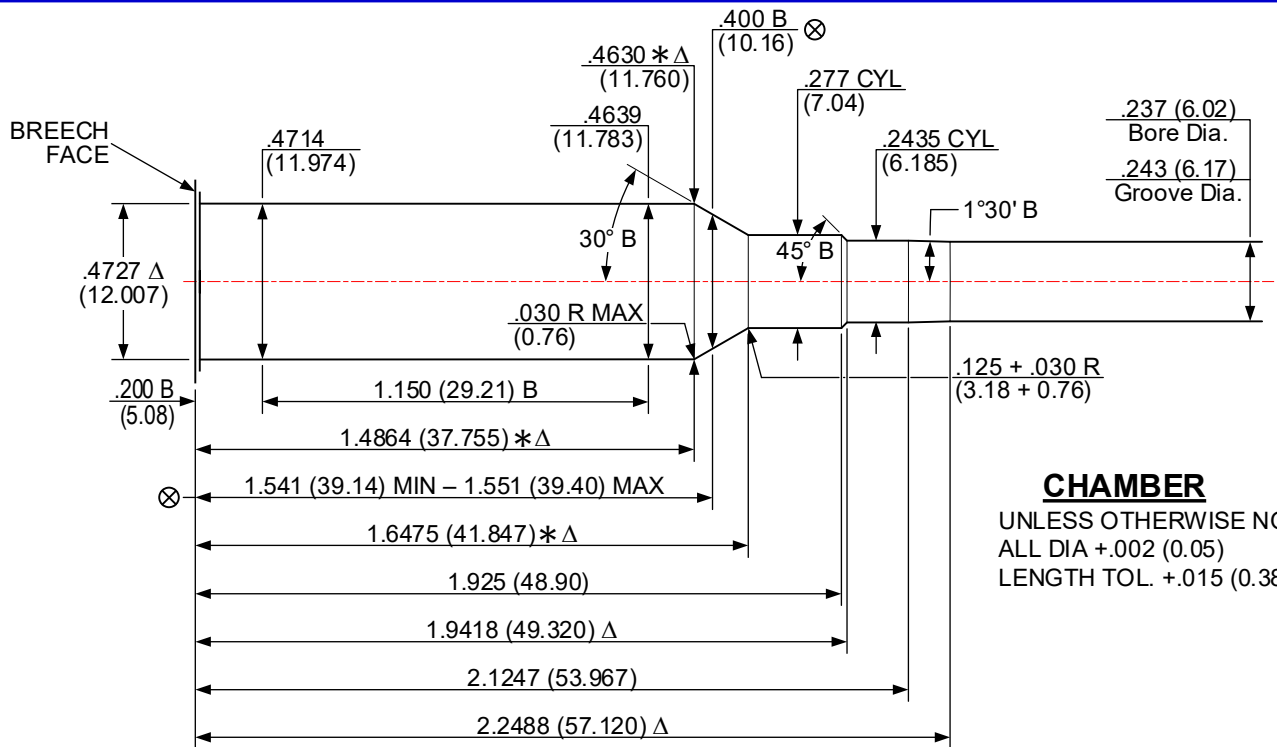 .400 B ⊗
(10.16)
.4630 ∗ Δ
(11.760)
.277 CYL
(7.04)
BREECH
FACE
.4714
(11.974)
.4639
(11.783)
.2435 CYL
(6.185)
.237 (6.02)
Bore Dia.
.243 (6.17)
Groove Dia.
1°30' B
30° B
45° B
.4727 Δ
(12.007)
.030 R MAX
(0.76)
.125 + .030 R
(3.18 + 0.76)
.200 B
(5.08)
1.150 (29.21) B
1.4864 (37.755) ∗ Δ
⊗ 1.541 (39.14) MIN – 1.551 (39.40) MAX
1.6475 (41.847) ∗ Δ
1.925 (48.90)
1.9418 (49.320) Δ
2.1247 (53.967)
2.2488 (57.120) Δ
CHAMBER
UNLESS OTHERWISE NO
ALL DIA +.002 (0.05)
LENGTH TOL. +.015 (0.38